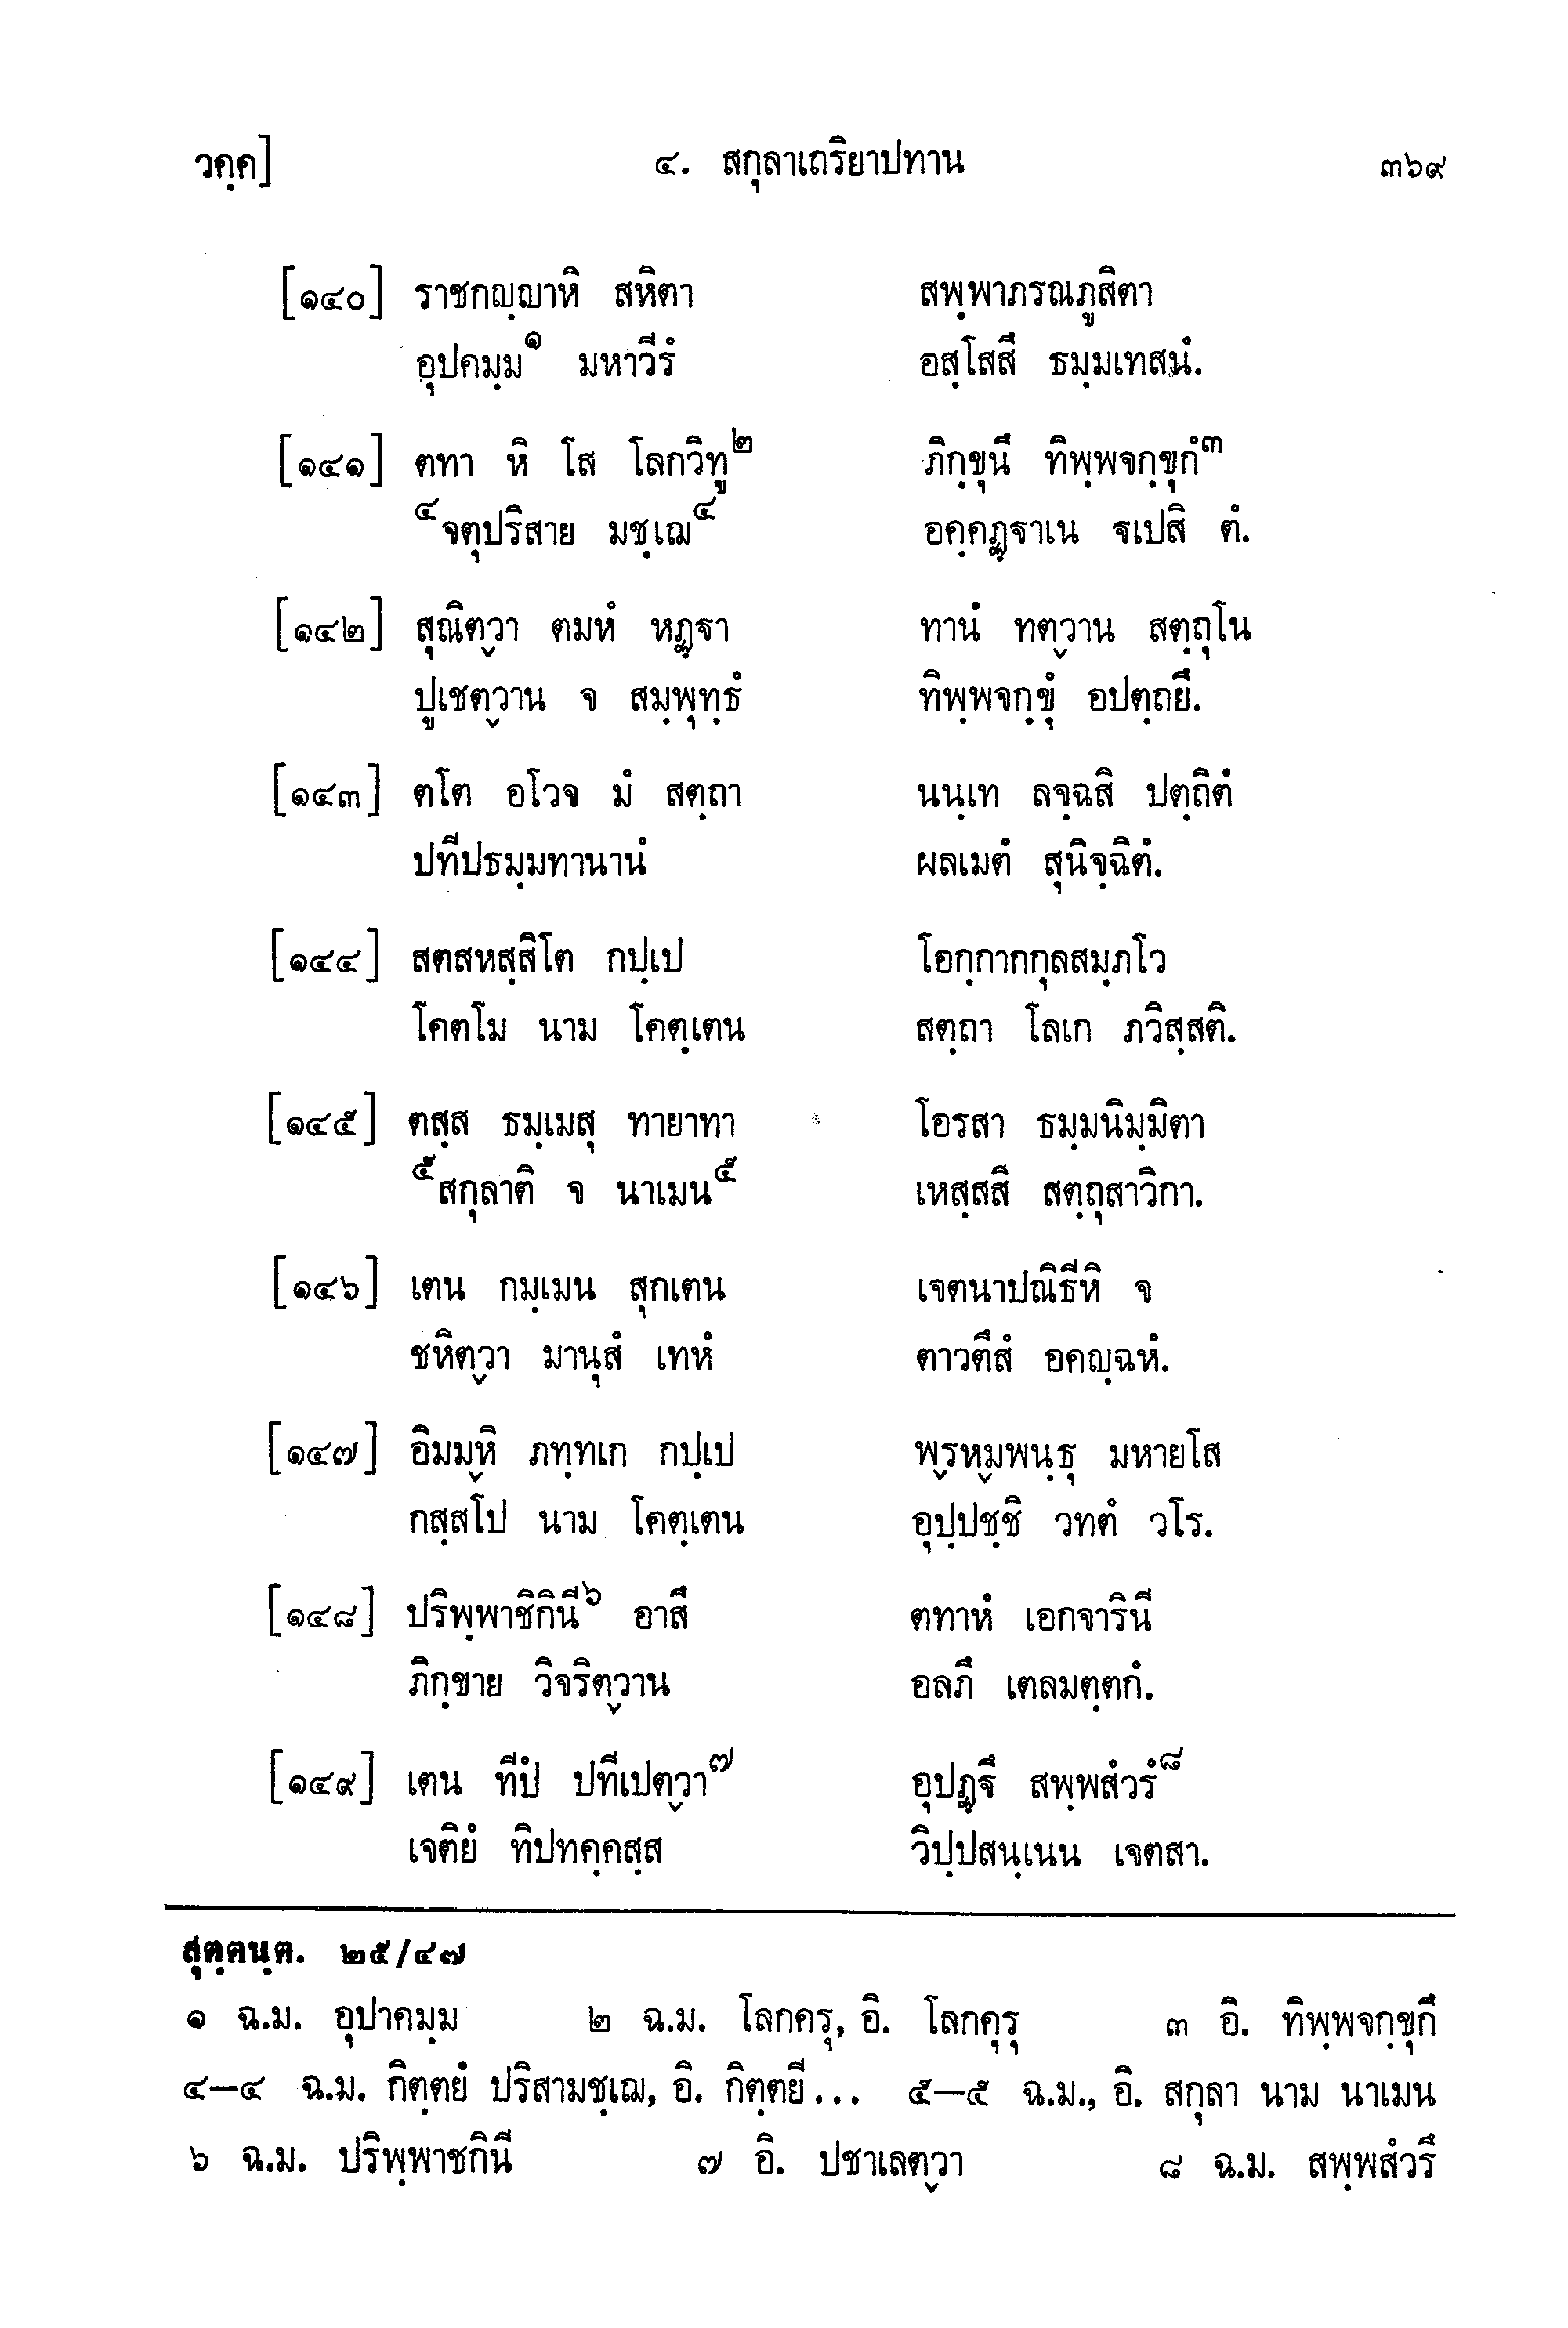 วคฺค] ๔. สกุลาเถริยาปทาน ๓๖๙
[๑๔๐] ราชกญฺญาหิ สหิตา สพฺพาภรณภูสิตา
อุปคมฺม๑ มหาวีรํ อสฺโสสึ ธมฺมเทสนํ.
[๑๔๑] ตทา หิ โส โลกวิทู๒ ภิกฺขุนึ ทิพฺพจกฺขุกํ๓
๔จตุปริสาย มชฺเฌ๔ อคฺคฏฺฐาเน ฐเปสิ ตํ.
[๑๔๒] สุณิตฺวา ตมหํ หฏฺฐา ทานํ ทตฺวาน สตฺถุโน
ปูเชตฺวาน จ สมฺพุทฺธํ ทิพฺพจกฺขุํ อปตฺถยึ.
[๑๔๓] ตโต อโวจ มํ สตฺถา นนฺเท ลจฺฉสิ ปตฺถิตํ
ปทีปธมฺมทานานํ ผลเมตํ สุนิจฺฉิตํ.
[๑๔๔] สตสหสฺสิโต กปฺเป โอกฺกากกุลสมฺภโว
โคตโม นาม โคตฺเตน สตฺถา โลเก ภวิสฺสติ.
[๑๔๕] ตสฺส ธมฺเมสุ ทายาทา โอรสา ธมฺมนิมฺมิตา
๕สกุลาติ จ นาเมน๕ เหสฺสสี สตฺถุสาวิกา.
[๑๔๖] เตน กมฺเมน สุกเตน เจตนาปณิธีหิ จ
ชหิตฺวา มานุสํ เทหํ ตาวตึสํ อคญฺฉหํ.
[๑๔๗] อิมมฺหิ ภทฺทเก กปฺเป พฺรหฺมพนฺธุ มหายโส
กสฺสโป นาม โคตฺเตน อุปฺปชฺชิ วทตํ วโร.
[๑๔๘] ปริพฺพาชิกินี๖ อาสึ ตทาหํ เอกจารินี
ภิกฺขาย วิจริตฺวาน อลภึ เตลมตฺตกํ.
[๑๔๙] เตน ทีปํ ปทีเปตฺวา๗ อุปฏฺฐึ สพฺพสํวรํ๘
เจติยํ ทิปทคฺคสฺส วิปฺปสนฺเนน เจตสา.
สุตฺตนฺต. ๒๕/๔๗
๑ ฉ.ม. อุปาคมฺม ๒ ฉ.ม. โลกครุ, อิ. โลกคุรุ ๓ อิ. ทิพฺพจกฺขุกึ
๔–๔ ฉ.ม. กิตฺตยํ ปริสามชฺเฌ, อิ. กิตฺตยี... ๕–๕ ฉ.ม., อิ. สกุลา นาม นาเมน
๖ ฉ.ม. ปริพฺพาชกินี ๗ อิ. ปชาเลตฺวา ๘ ฉ.ม. สพฺพสํวรึ